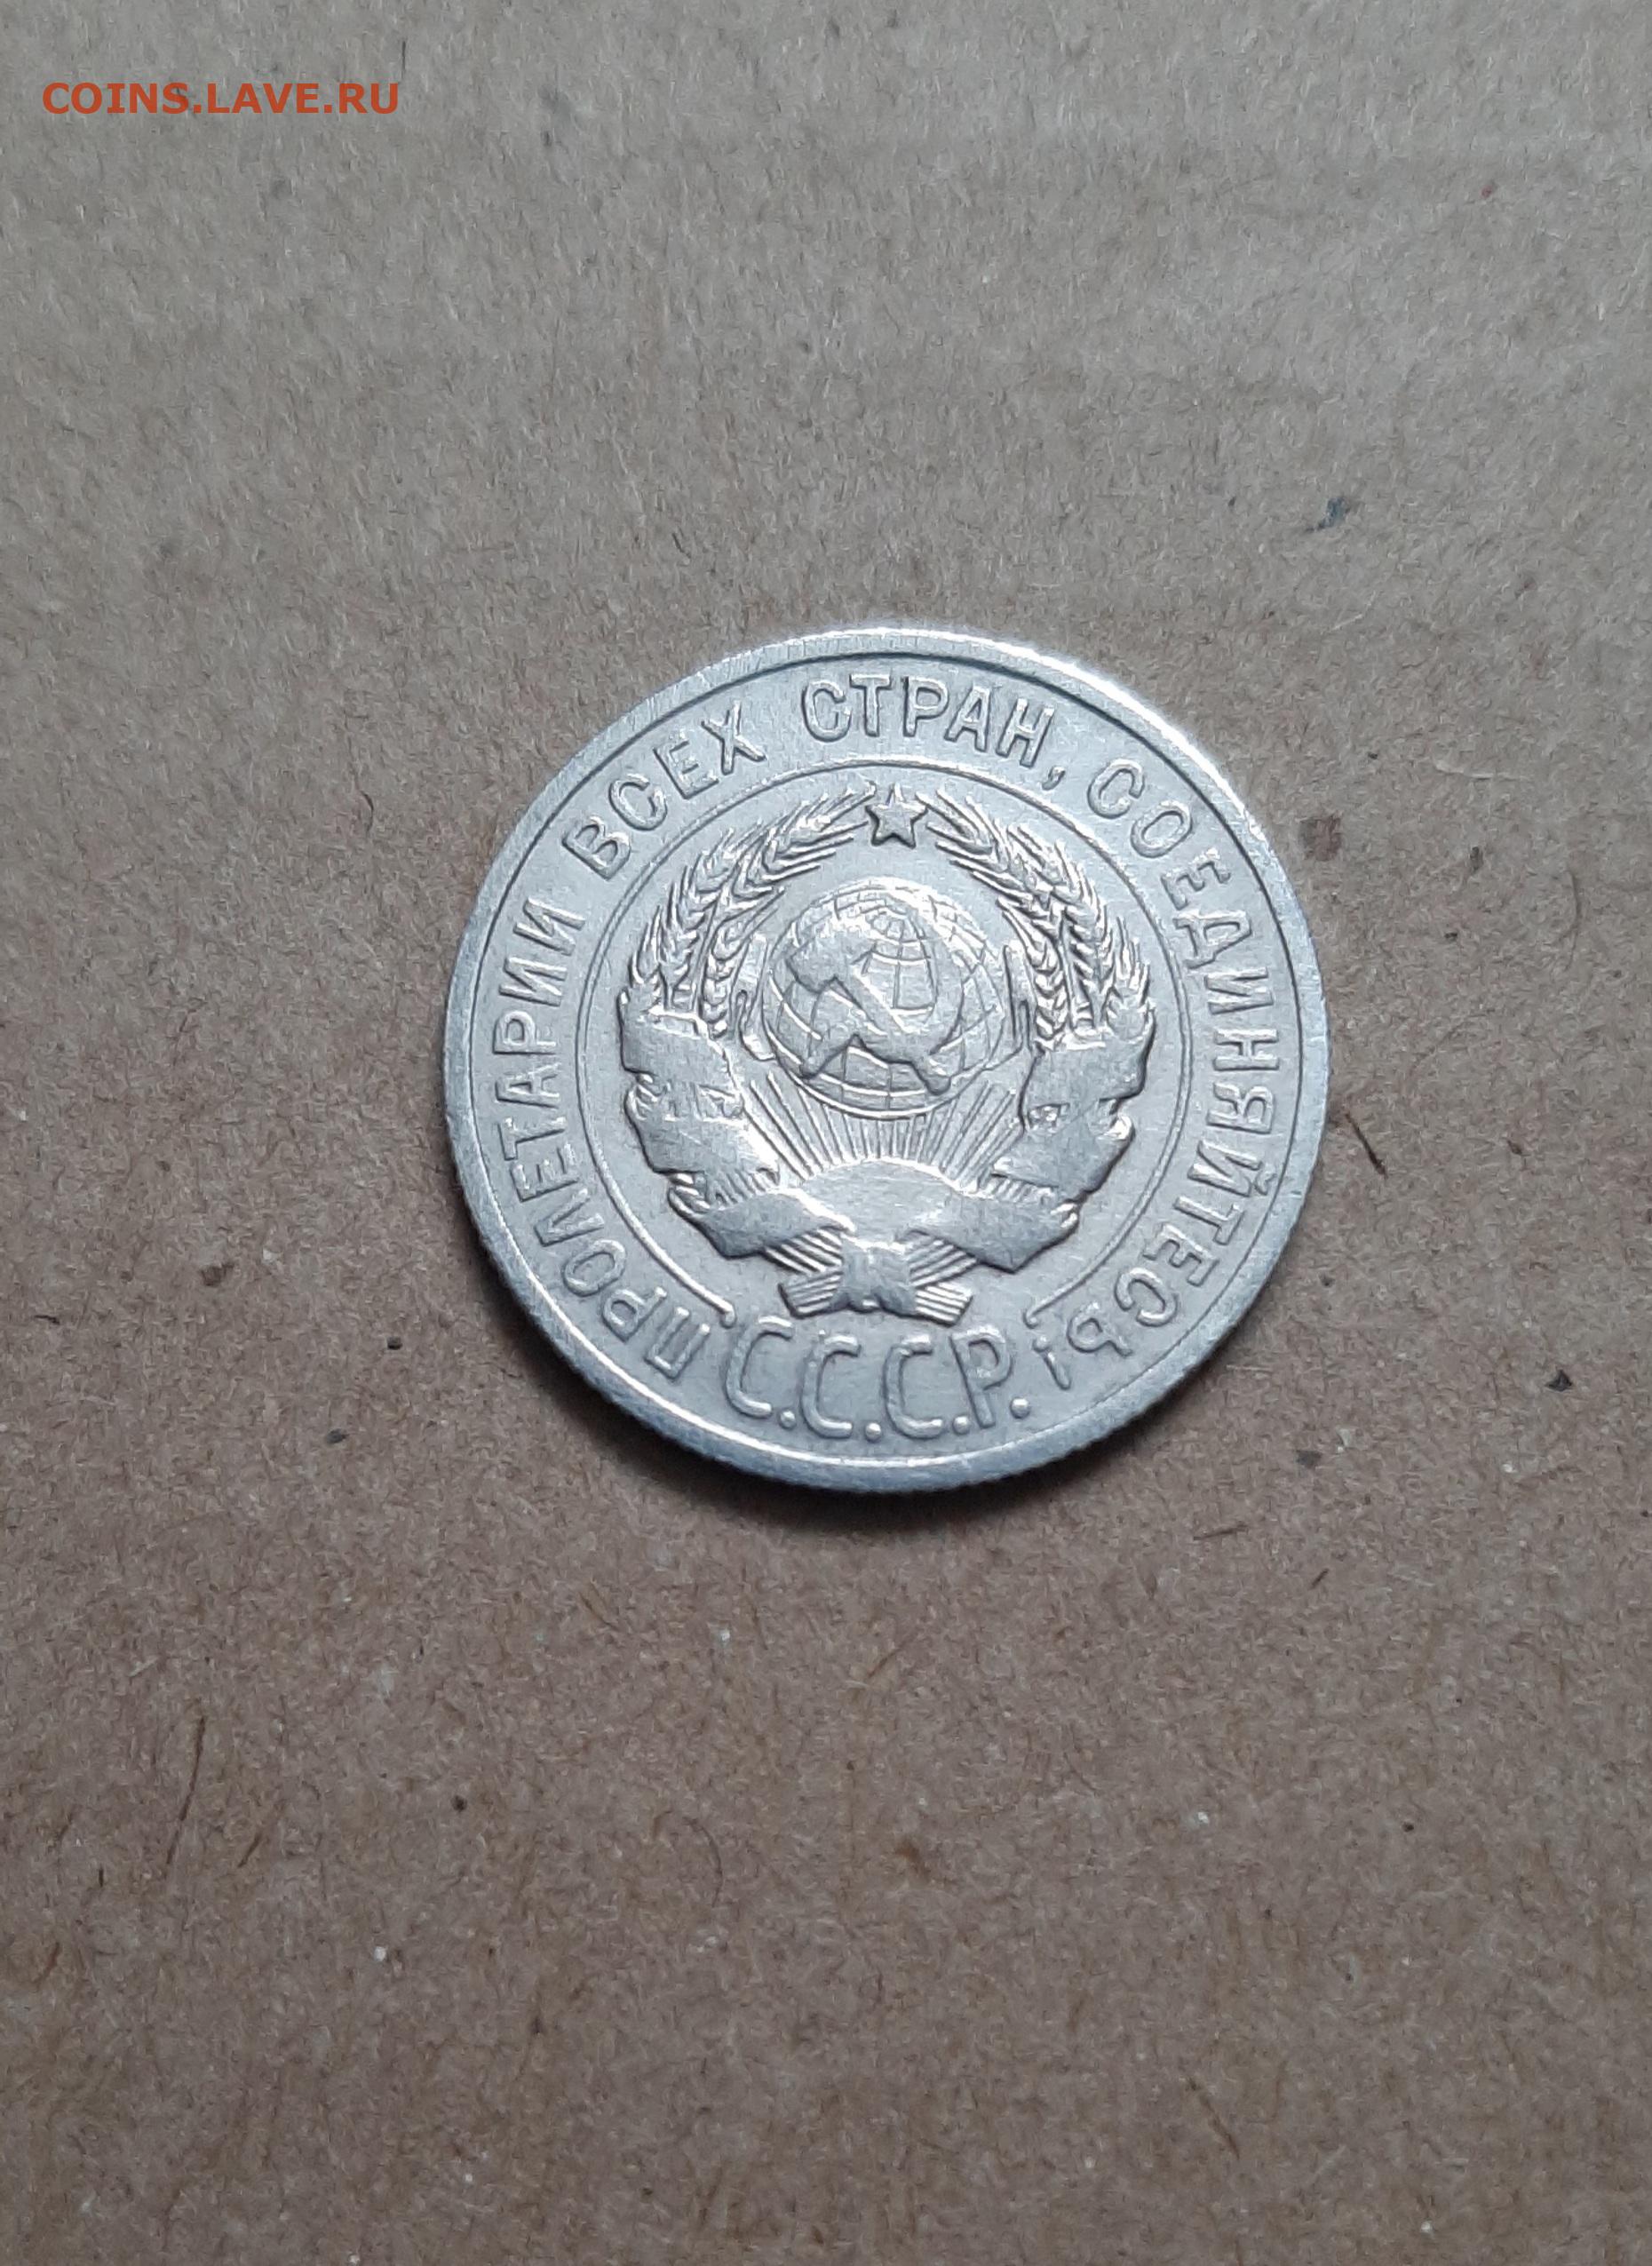 COINS.LAVE.RU
ПРОЛЕТАРИИ ВСЕХ СТРАН, СОЕДИНЯЙТЕСЬ!
С.С.С.Р.